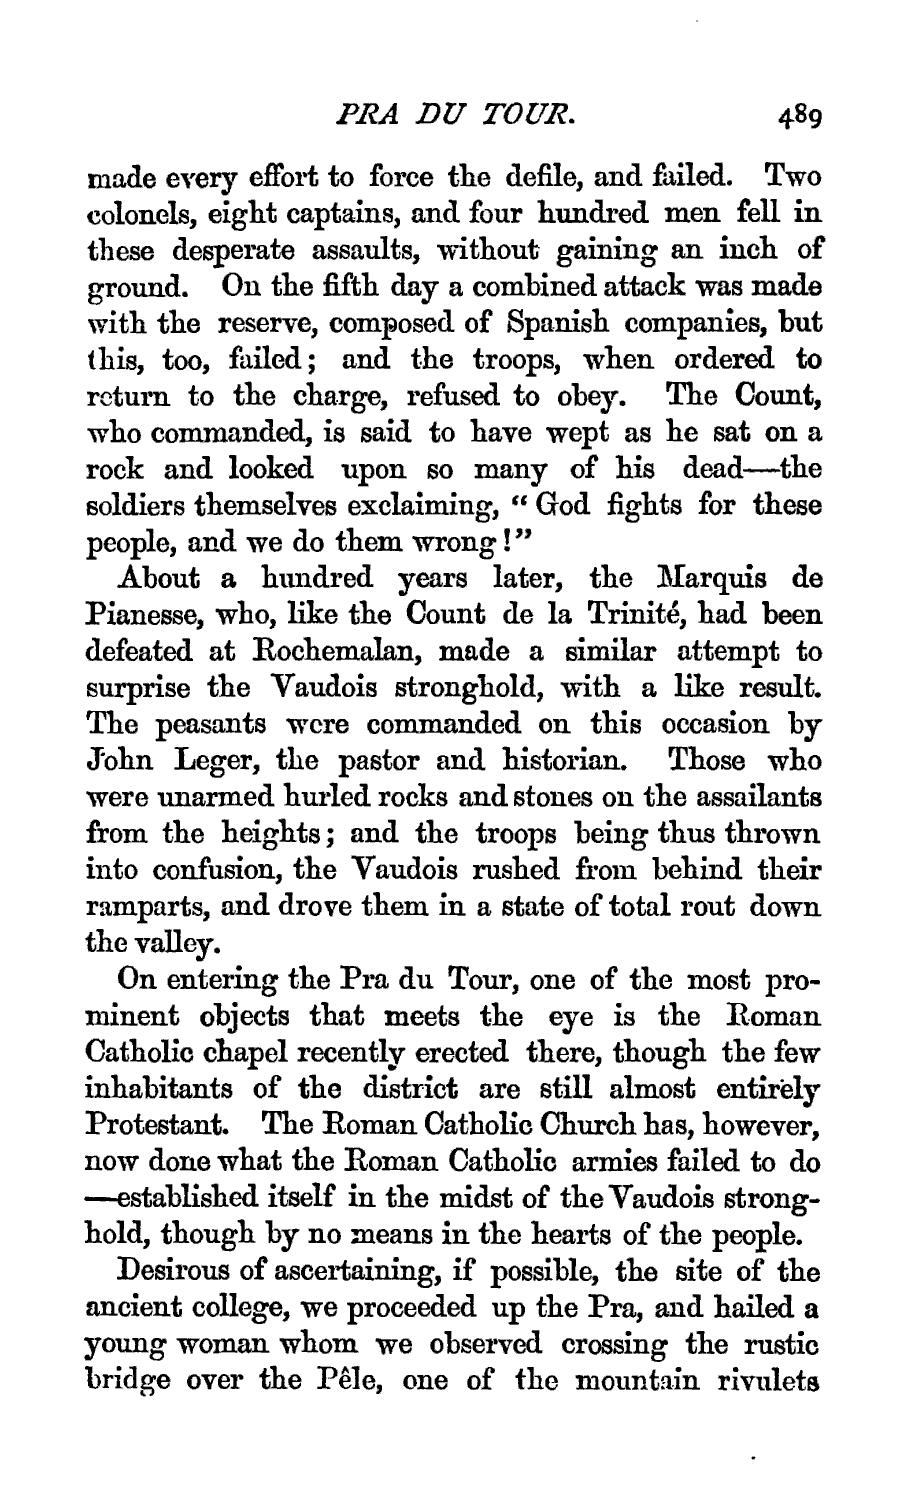 PRA DU TOUR. 489
made every effort to force the defile, and failed. Two
colonels, eight captains, and four hundred men fell in
these desperate assaults, without gaining an inch of
ground. On the fifth day a combined attack was made
with the reserve, composed of Spanish companies, but
this, too, failed; and the troops, when ordered to
return to the charge, refused to obey. The Count,
who commanded, is said to have wept as he sat on a
rock and looked upon so many of his dead—the
soldiers themselves exclaiming, “God fights for these
people, and we do them wrong!”
About a hundred years later, the Marquis de
Pianesse, who, like the Count de la Trinité, had been
defeated at Rochemalan, made a similar attempt to
surprise the Vaudois stronghold, with a like result.
The peasants were commanded on this occasion by
John Leger, the pastor and historian. Those who
were unarmed hurled rocks and stones on the assailants
from the heights; and the troops being thus thrown
into confusion, the Vaudois rushed from behind their
ramparts, and drove them in a state of total rout down
the valley.
On entering the Pra du Tour, one of the most pro-
minent objects that meets the eye is the Roman
Catholic chapel recently erected there, though the few
inhabitants of the district are still almost entirely
Protestant. The Roman Catholic Church has, however,
now done what the Roman Catholic armies failed to do
—established itself in the midst of the Vaudois strong-
hold, though by no means in the hearts of the people.
Desirous of ascertaining, if possible, the site of the
ancient college, we proceeded up the Pra, and hailed a
young woman whom we observed crossing the rustic
bridge over the Pêle, one of the mountain rivulets